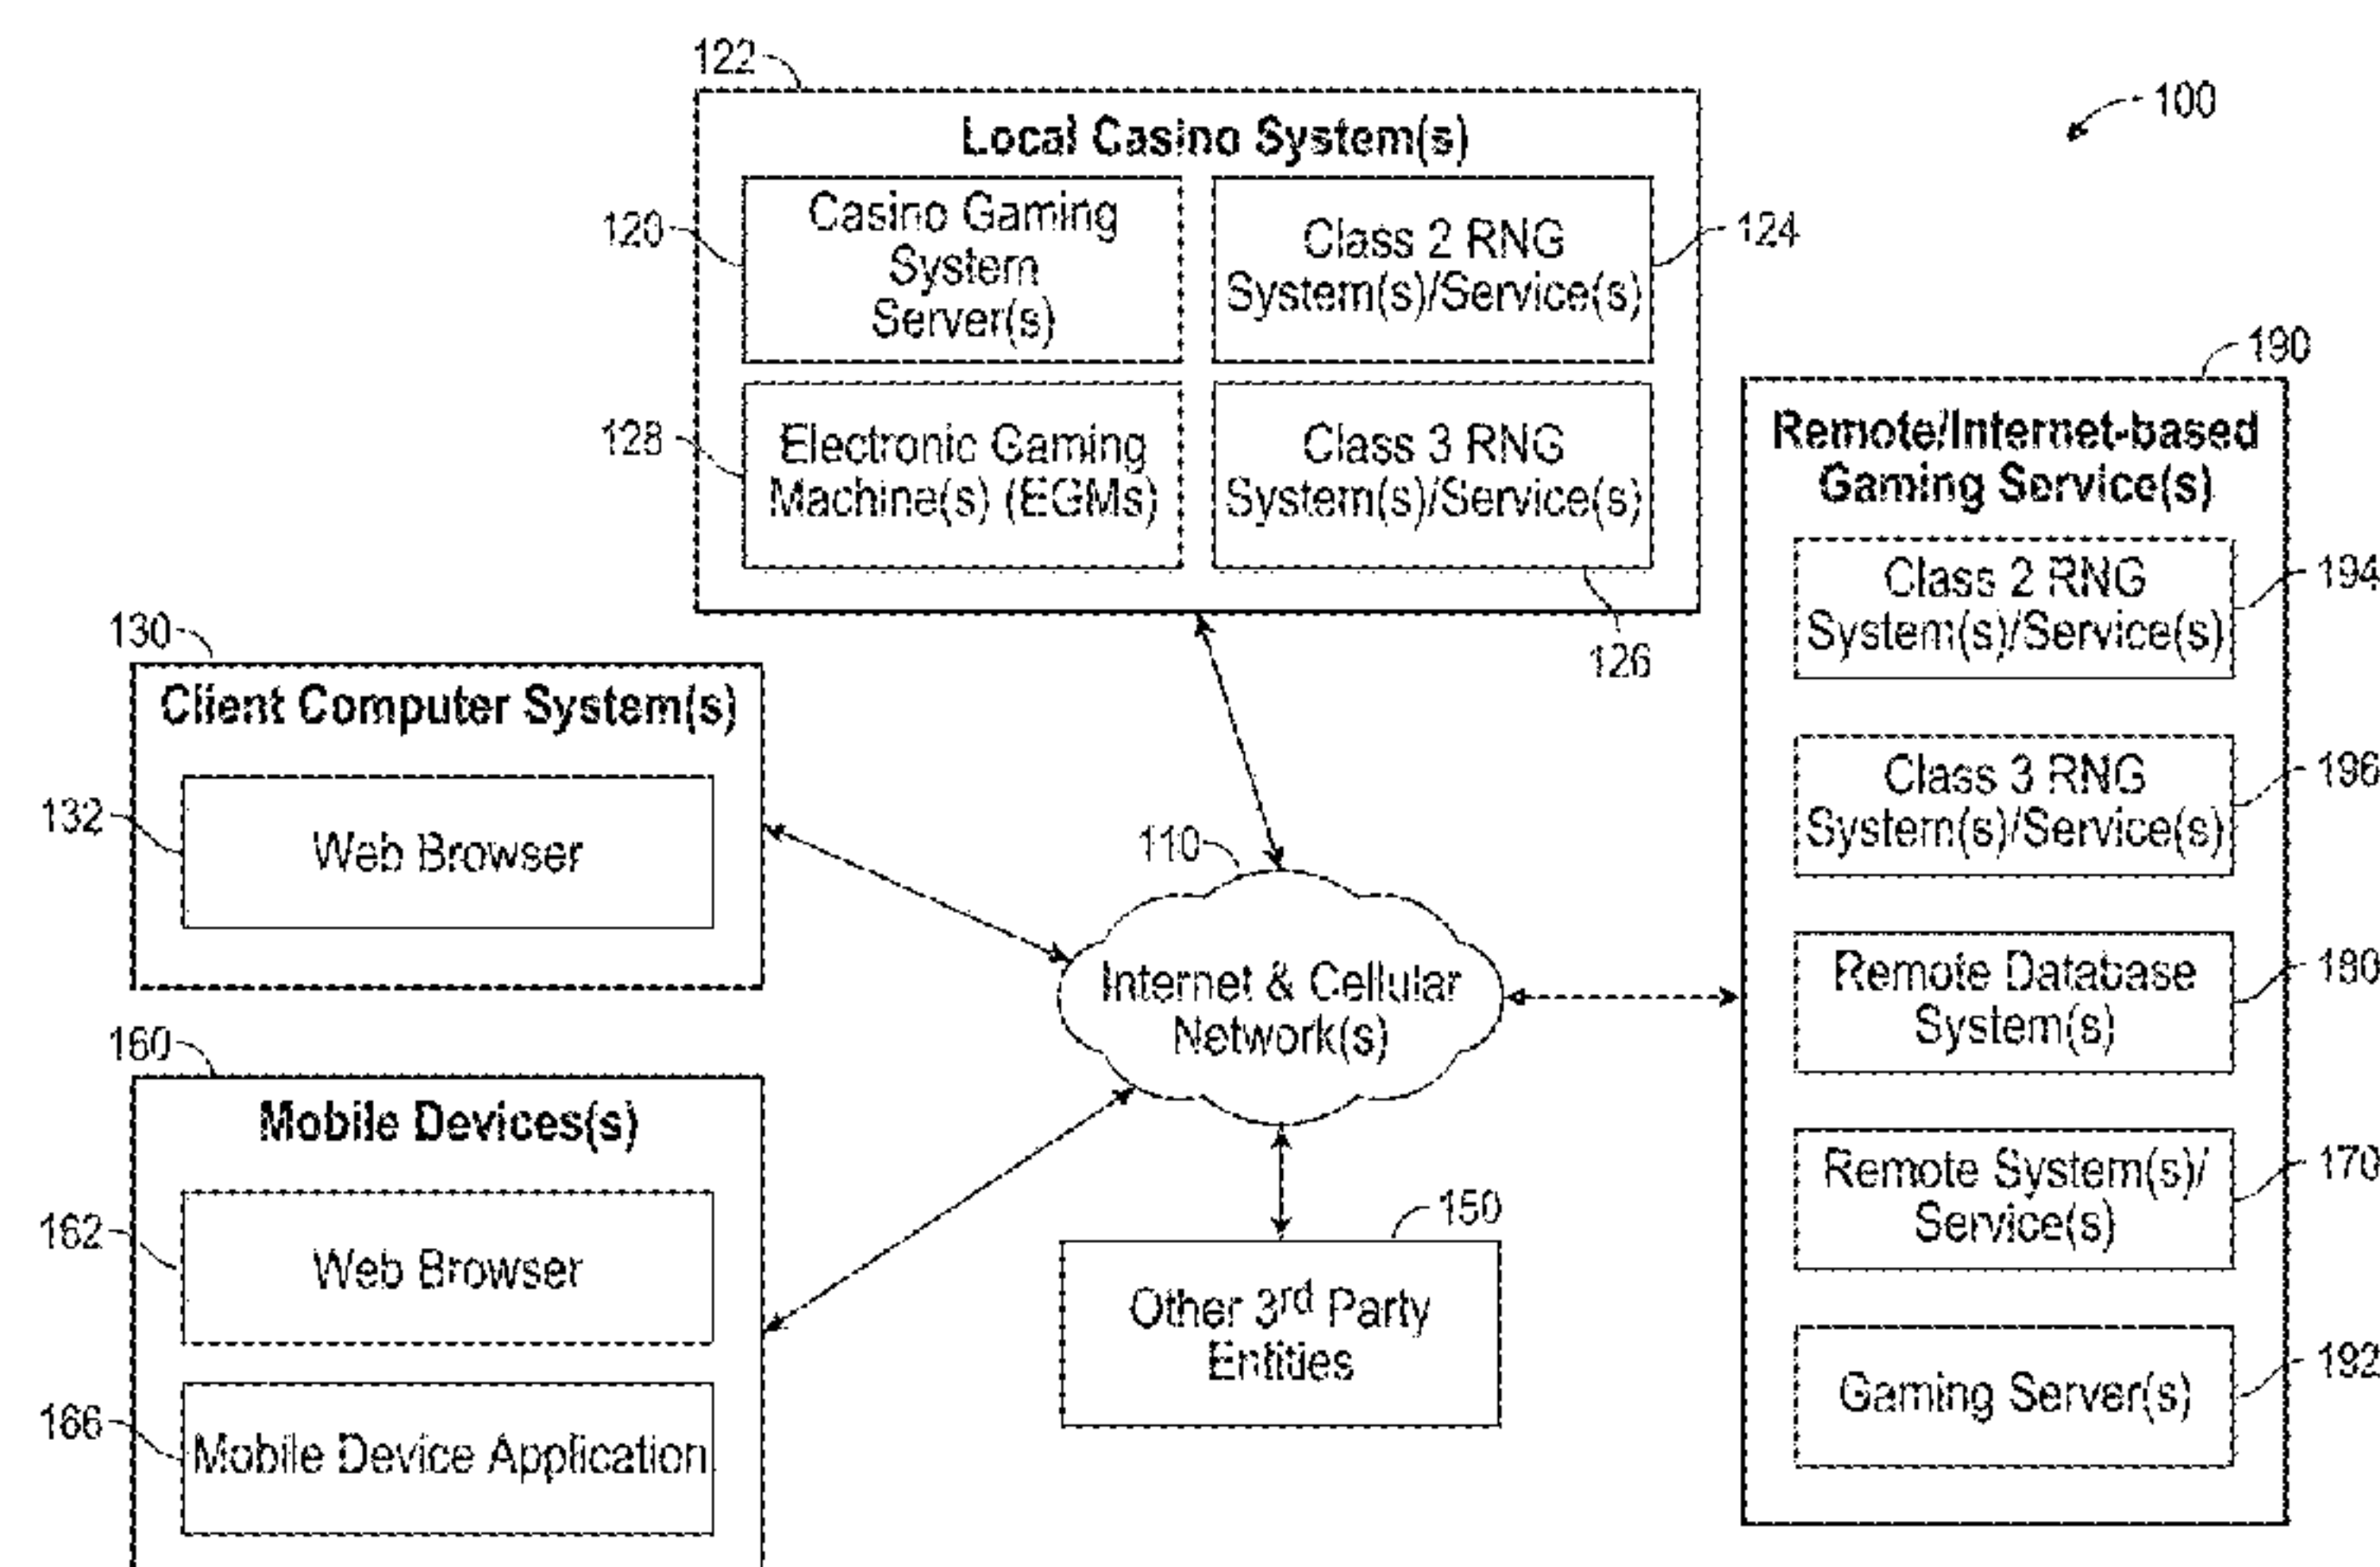 122
100
Local Casino System(s)
120
Casino Gaming
System
Server(s)
Class 2 RNG
System(s)/Service(s)
124
128
Electronic Gaming
Machine(s) (EGMs)
Class 3 RNG
System(s)/Service(s)
126
190
Remote/Internet-based
Gaming Service(s)
Class 2 RNG
System(s)/Service(s)
194
Class 3 RNG
System(s)/Service(s)
196
Remote Database
System(s)
180
Remote System(s)/
Service(s)
170
Gaming Server(s)
192
130
Client Computer System(s)
132
Web Browser
110
Internet & Cellular
Network(s)
160
Mobile Devices(s)
162
Web Browser
166
Mobile Device Application
150
Other 3rd Party
Entities